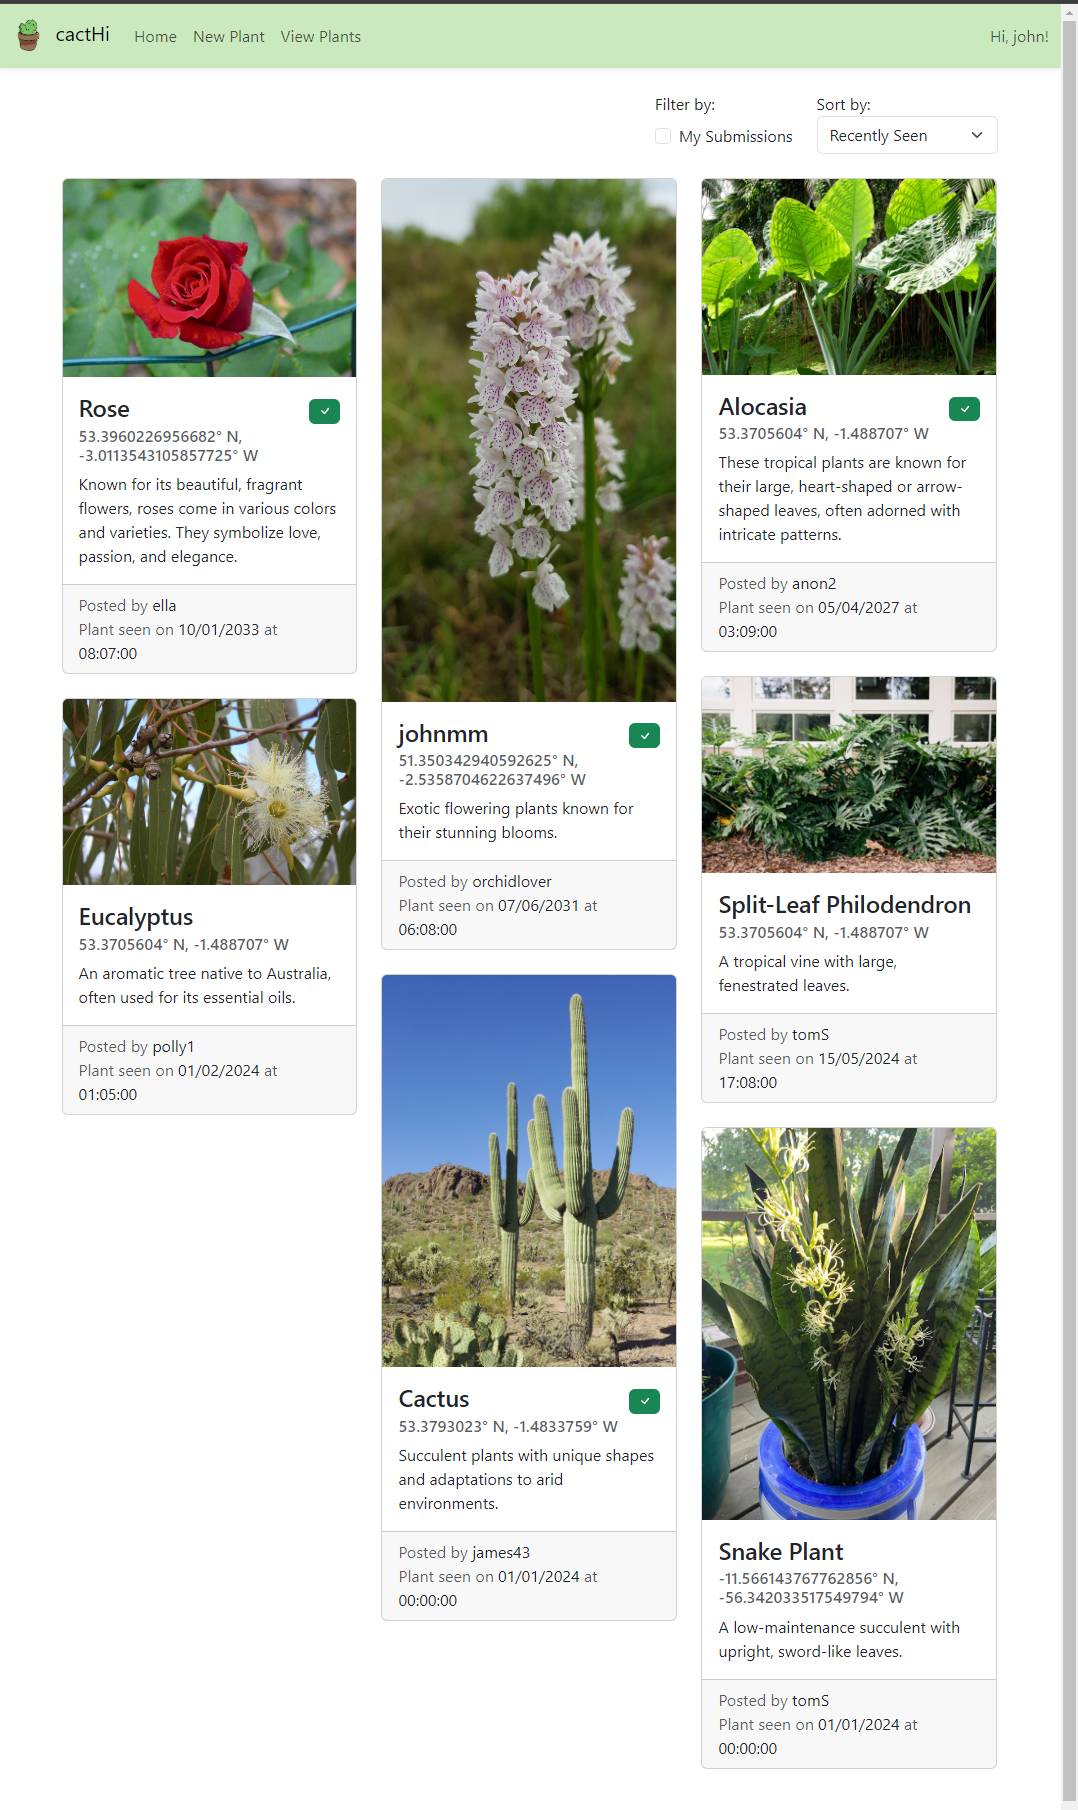 cactHi
Home
New Plant
View Plants
Hi, john!
Filter by:
My Submissions
Sort by:
Recently Seen
Rose
53.3960226956682° N,
-3.0113543105857725° W
Known for its beautiful, fragrant
flowers, roses come in various colors
and varieties. They symbolize love,
passion, and elegance.
Posted by ella
Plant seen on 10/01/2033 at
08:07:00
Eucalyptus
53.3705604° N, -1.488707° W
An aromatic tree native to Australia,
often used for its essential oils.
Posted by polly1
Plant seen on 01/02/2024 at
01:05:00
johnmm
51.350342940592625° N,
-2.5358704622637496° W
Exotic flowering plants known for
their stunning blooms.
Posted by orchidlover
Plant seen on 07/06/2031 at
06:08:00
Cactus
53.3793023° N, -1.4833759° W
Succulent plants with unique shapes
and adaptations to arid
environments.
Posted by james43
Plant seen on 01/01/2024 at
00:00:00
Alocasia
53.3705604° N, -1.488707° W
These tropical plants are known for
their large, heart-shaped or arrow-
shaped leaves, often adorned with
intricate patterns.
Posted by anon2
Plant seen on 05/04/2027 at
03:09:00
Split-Leaf Philodendron
53.3705604° N, -1.488707° W
A tropical vine with large,
fenestrated leaves.
Posted by tomS
Plant seen on 15/05/2024 at
17:08:00
Snake Plant
-11.566143767762856° N,
-56.342033517549794° W
A low-maintenance succulent with
upright, sword-like leaves.
Posted by tomS
Plant seen on 01/01/2024 at
00:00:00